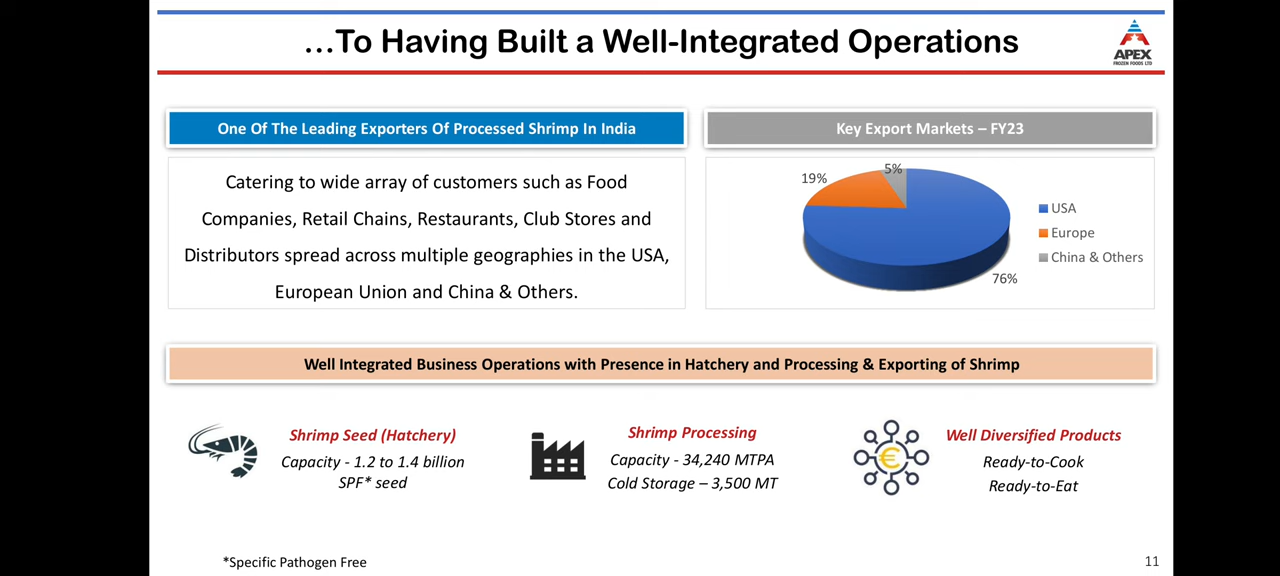 ...To Having Built a Well-Integrated Operations
APEX
FROZEN FOODS LTD
One Of The Leading Exporters Of Processed Shrimp In India
Catering to wide array of customers such as Food
Companies, Retail Chains, Restaurants, Club Stores and
Distributors spread across multiple geographies in the USA,
European Union and China & Others.
Key Export Markets – FY23
5%
19%
76%
USA
Europe
China & Others
Well Integrated Business Operations with Presence in Hatchery and Processing & Exporting of Shrimp
Shrimp Seed (Hatchery)
Capacity - 1.2 to 1.4 billion
SPF* seed
Shrimp Processing
Capacity - 34,240 MTPA
Cold Storage – 3,500 MT
€
Well Diversified Products
Ready-to-Cook
Ready-to-Eat
*Specific Pathogen Free
11